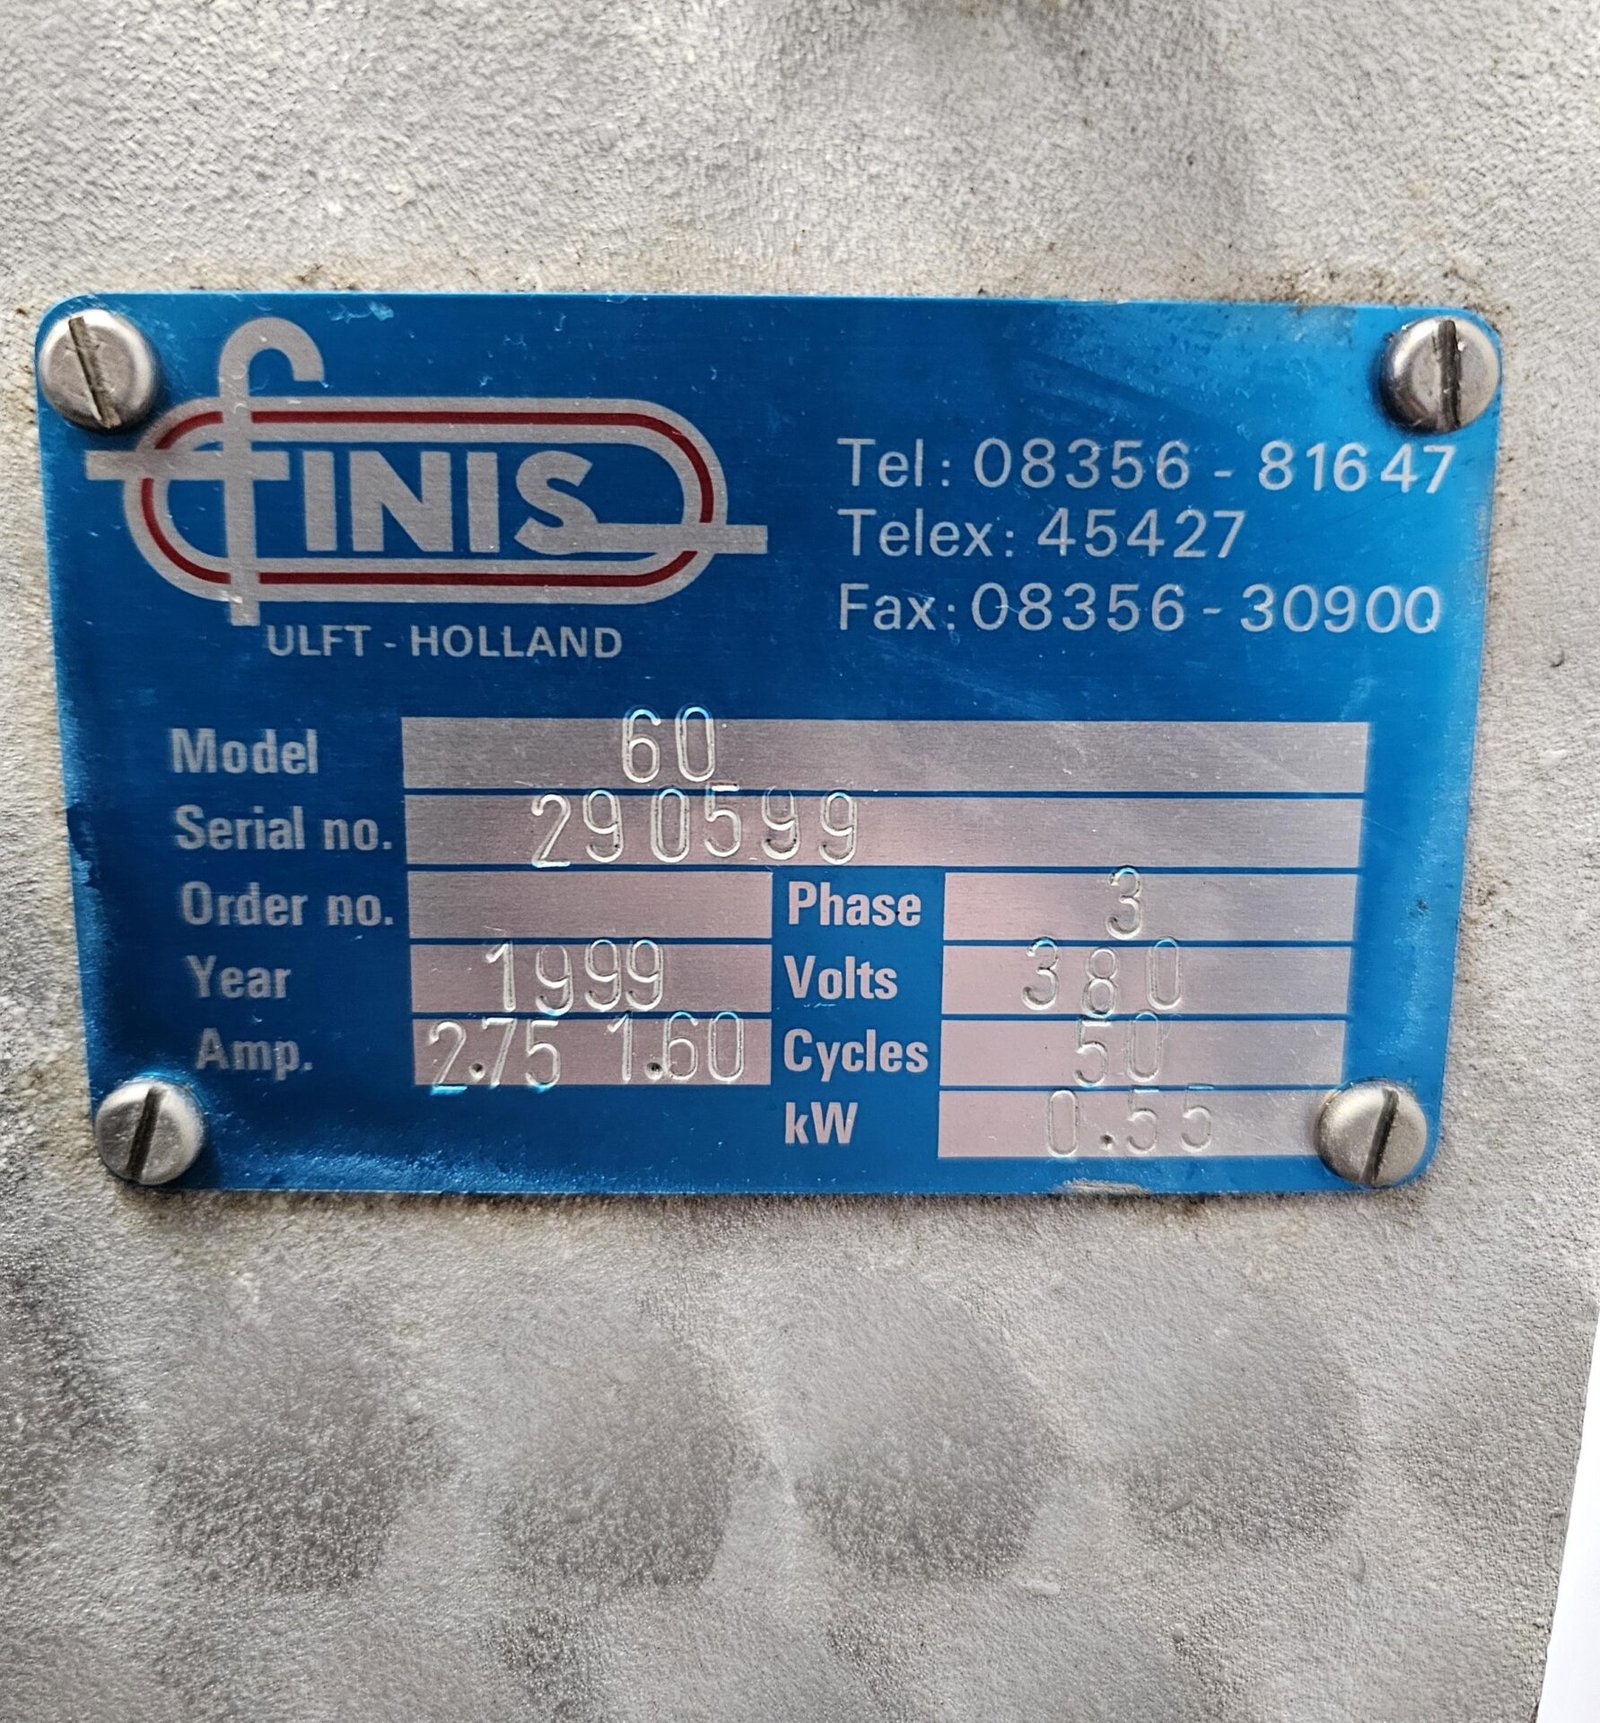 finis
ULFT - HOLLAND
Tel: 08356 - 81647
Telex: 45427
Fax: 08356 - 30900
Model 60
Serial no. 290599
Order no. Phase 3
Year 1999 Volts 380
Amp. 2.75 1.60 Cycles 50
kW 0.55